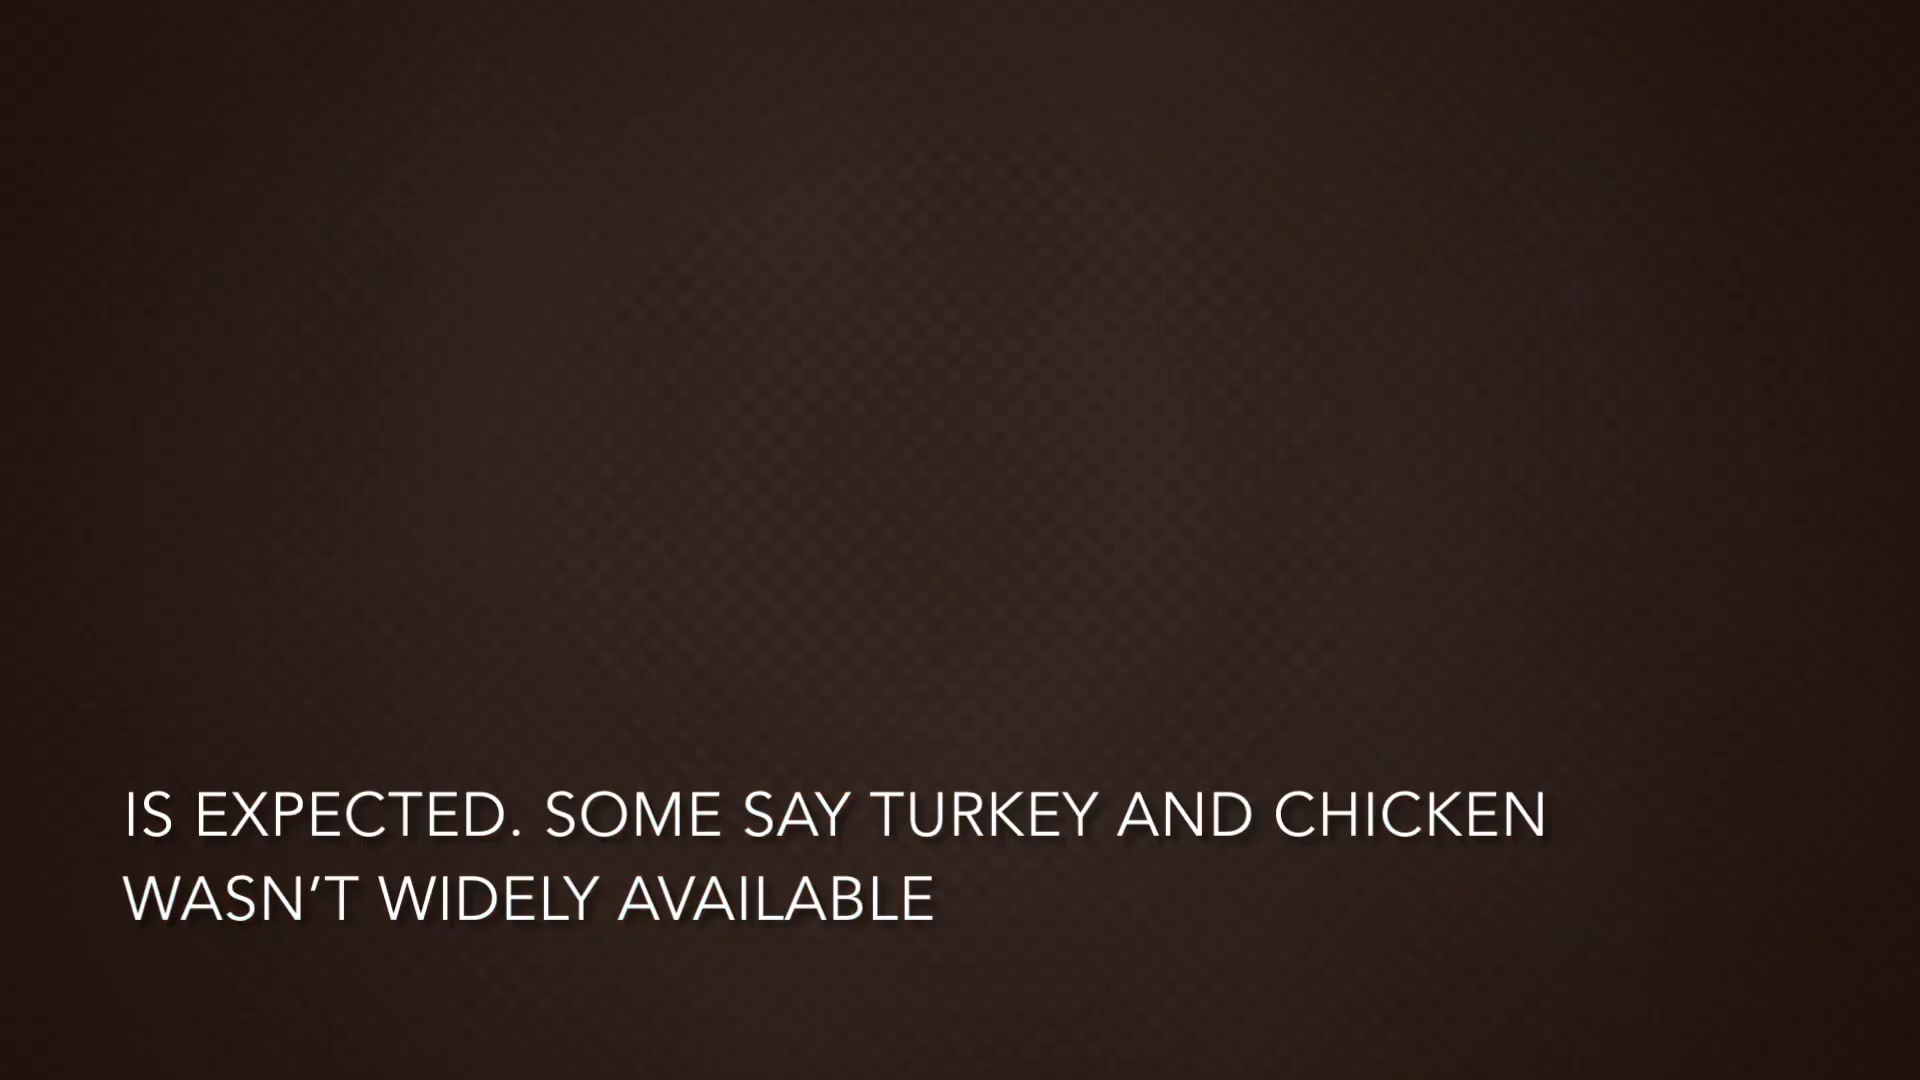 IS EXPECTED. SOME SAY TURKEY AND CHICKEN
WASN’T WIDELY AVAILABLE